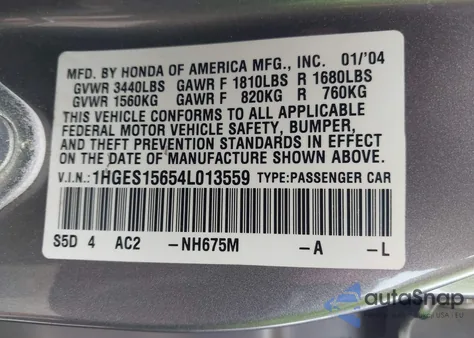 MFD. BY HONDA OF AMERICA MFG., INC. 01/'04
GVWR 3440LBS GAWR F 1810LBS R 1680LBS
GVWR 1560KG GAWR F 820KG R 760KG
THIS VEHICLE CONFORMS TO ALL APPLICABLE
FEDERAL MOTOR VEHICLE SAFETY, BUMPER,
AND THEFT PREVENTION STANDARDS IN EFFECT
ON THE DATE OF MANUFACTURE SHOWN ABOVE.
V.I.N.: 1HGES15654L013559 TYPE:PASSENGER CAR
S5D 4 AC2 -NH675M -A -L
autoSnap